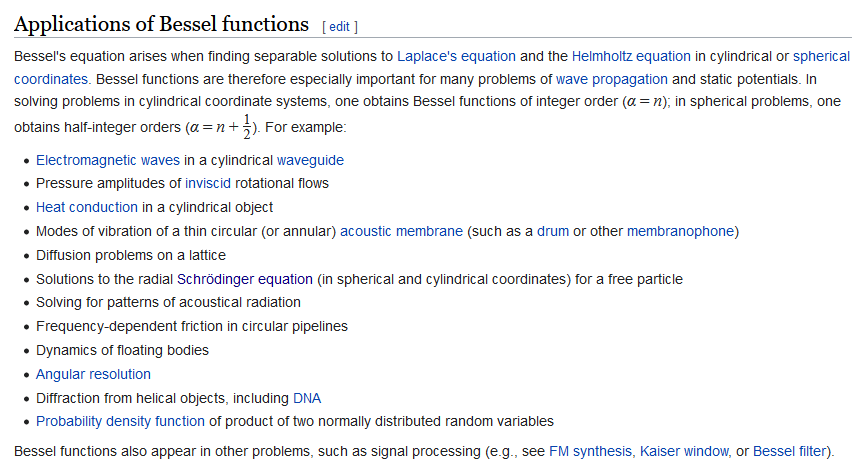 Applications of Bessel functions [ edit ]
Bessel's equation arises when finding separable solutions to Laplace's equation and the Helmholtz equation in cylindrical or spherical
coordinates. Bessel functions are therefore especially important for many problems of wave propagation and static potentials. In
solving problems in cylindrical coordinate systems, one obtains Bessel functions of integer order (α = n); in spherical problems, one
obtains half-integer orders (α = n + 1/2). For example:
• Electromagnetic waves in a cylindrical waveguide
• Pressure amplitudes of inviscid rotational flows
• Heat conduction in a cylindrical object
• Modes of vibration of a thin circular (or annular) acoustic membrane (such as a drum or other membranophone)
• Diffusion problems on a lattice
• Solutions to the radial Schrödinger equation (in spherical and cylindrical coordinates) for a free particle
• Solving for patterns of acoustical radiation
• Frequency-dependent friction in circular pipelines
• Dynamics of floating bodies
• Angular resolution
• Diffraction from helical objects, including DNA
• Probability density function of product of two normally distributed random variables
Bessel functions also appear in other problems, such as signal processing (e.g., see FM synthesis, Kaiser window, or Bessel filter).